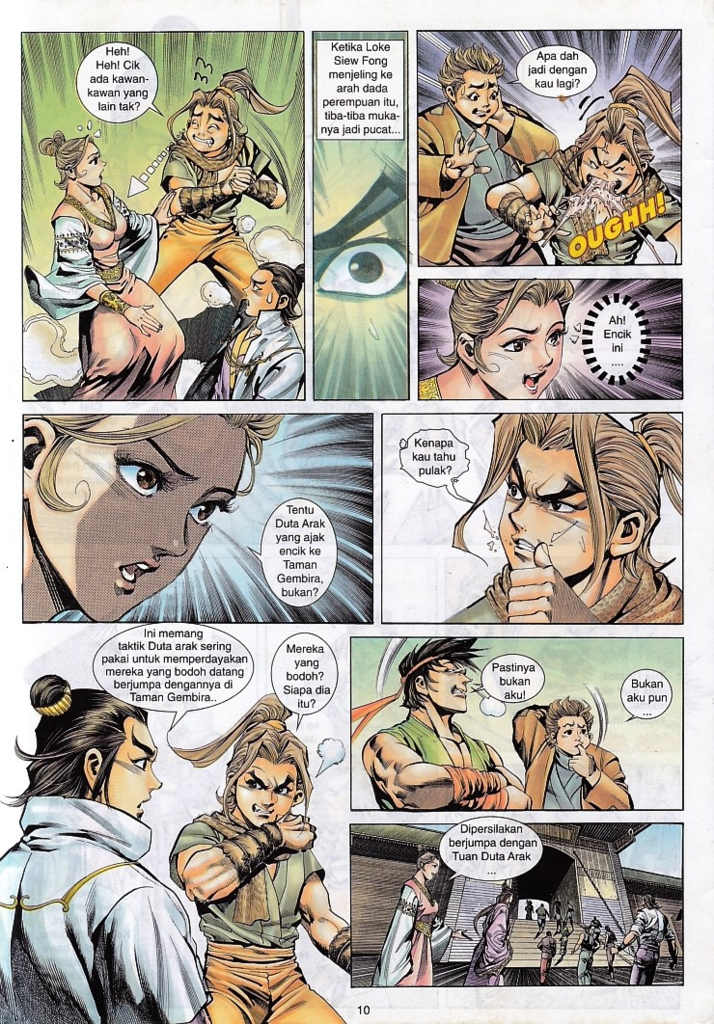 Heh!
Heh! Cik
ada kawan-
kawan yang
lain tak?
Ketika Loke
Siew Fong
menjeling ke
arah dada
perempuan itu,
tiba-tiba muka-
nya jadi pucat...
Apa dah
jadi dengan
kau lagi?
OUGHH!
Ah!
Encik
ini
....
Tentu
Duta Arak
yang ajak
encik ke
Taman
Gembira,
bukan?
Kenapa
kau tahu
pulak?
Ini memang
taktik Duta arak sering
pakai untuk memperdayakan
mereka yang bodoh datang
berjumpa dengannya di
Taman Gembira..
Mereka
yang
bodoh?
Siapa dia
itu?
Pastinya
bukan
aku!
Bukan
aku pun
...
Dipersilakan
berjumpa dengan
Tuan Duta Arak
...
10